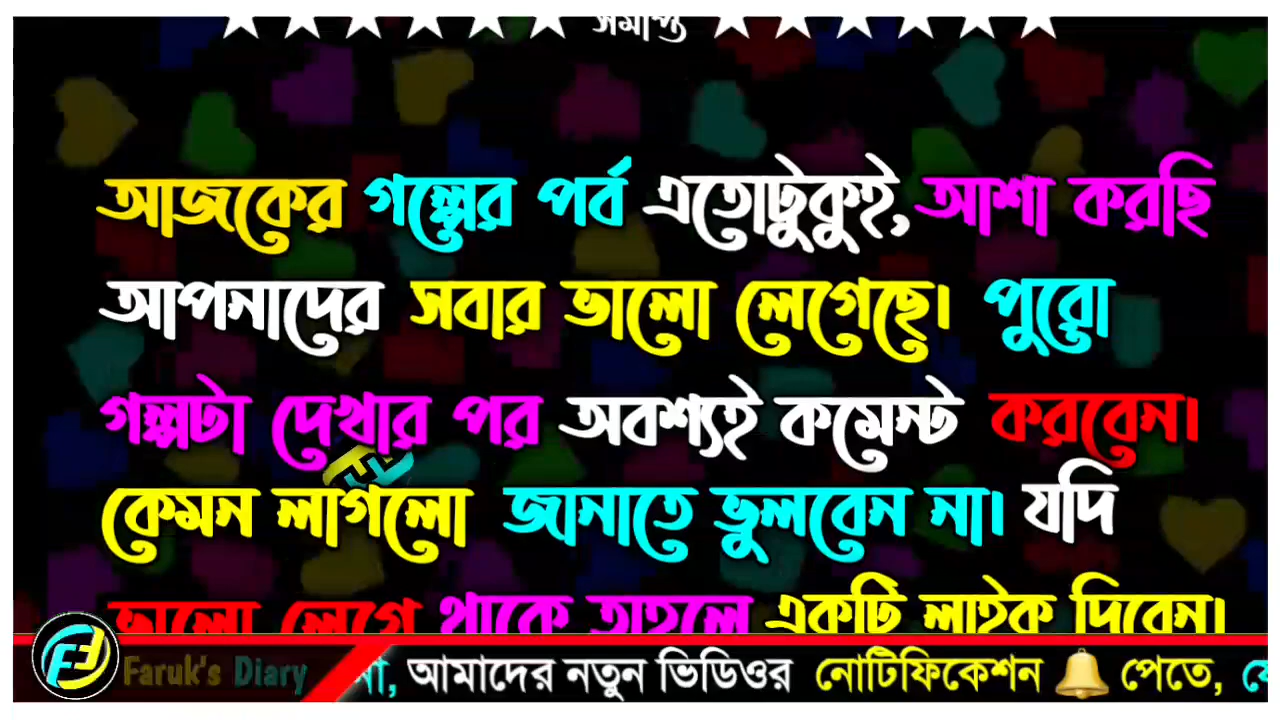 ★★★★★★ সমাপ্ত ★★★★★★
আজকের গল্পের পর্ব এতোটুকুই, আশা করছি
আপনাদের সবার ভালো লেগেছে। পুরো
গল্পটা দেখার পর অবশ্যই কমেন্ট করবেন।
কেমন লাগলো জানাতে ভুলবেন না। যদি
ভালো লেগে থাকে তাহলে একটি লাইক দিবেন।
Faruk's Diary আমাদের নতুন ভিডিওর নোটিফিকেশন 🔔 পেতে,